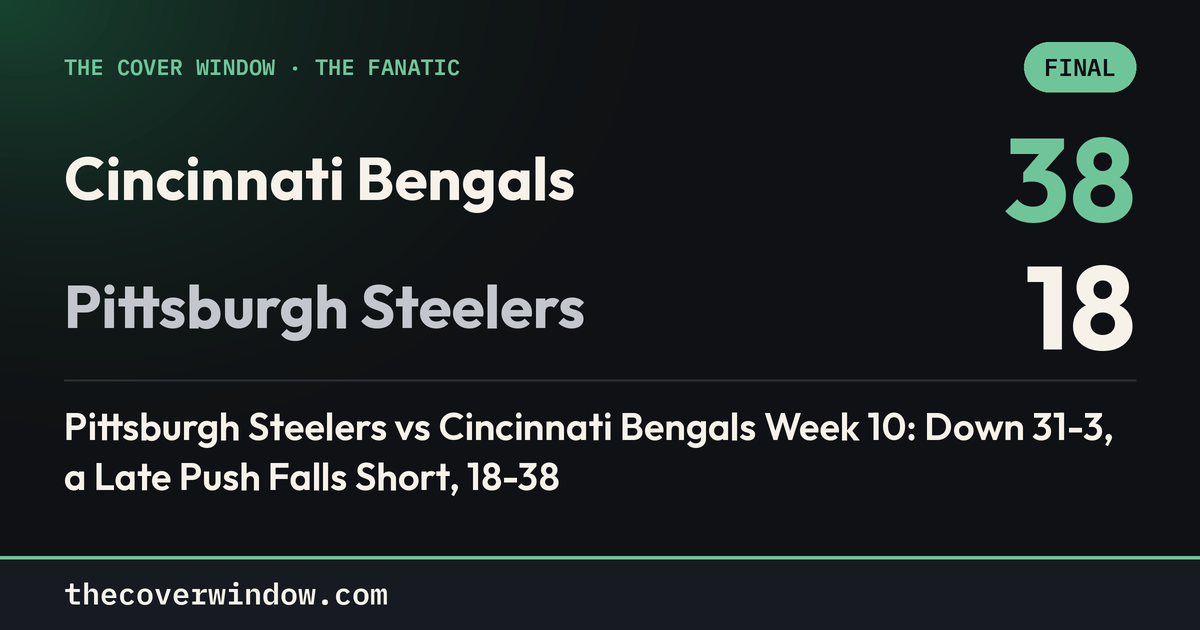 THE COVER WINDOW · THE FANATIC
FINAL
Cincinnati Bengals 38
Pittsburgh Steelers 18
Pittsburgh Steelers vs Cincinnati Bengals Week 10: Down 31-3,
a Late Push Falls Short, 18-38
thecoverwindow.com